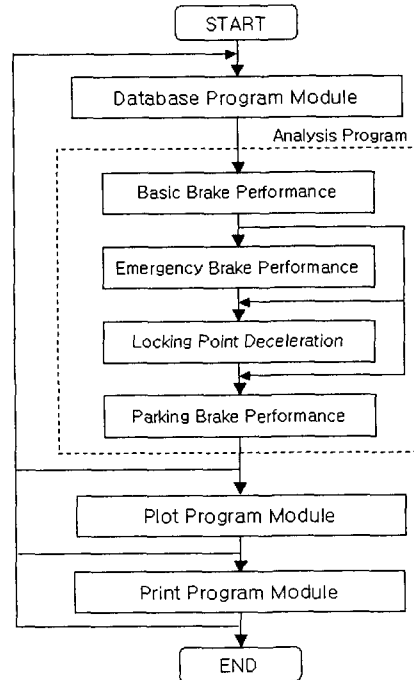 START
Database Program Module
Analysis Program
Basic Brake Performance
Emergency Brake Performance
Locking Point Deceleration
Parking Brake Performance
Plot Program Module
Print Program Module
END